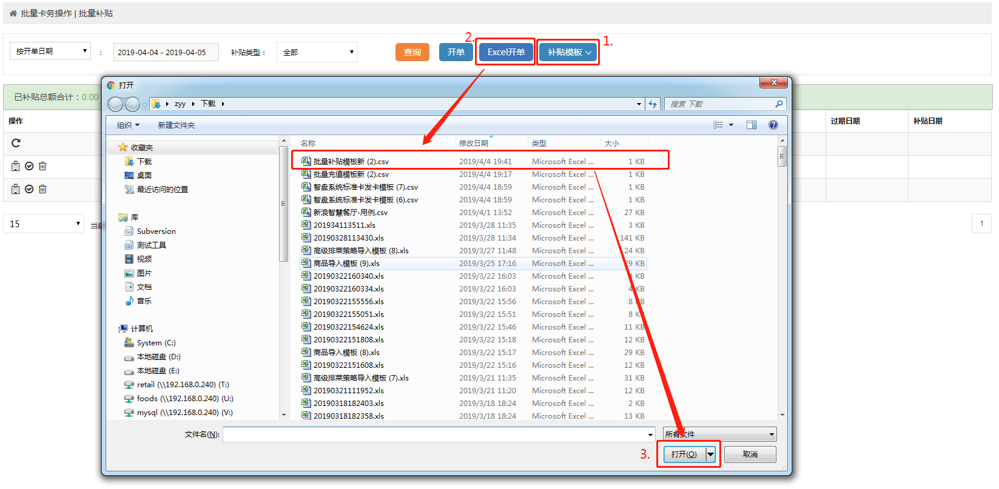 批量卡务操作 | 批量补贴
按开单日期 : 2019-04-04 - 2019-04-05 补贴类型： 全部 查询 开单 2. Excel开单 补贴模板 1.
已补贴总额合计：0.00
操作 过期日期 补贴日期
15 当前 1
打开
zyy 下载 搜索 下载
组织 新建文件夹
收藏夹
下载
桌面
最近访问的位置
库
Subversion
测试工具
视频
图片
文档
音乐
计算机
System (C:)
本地磁盘 (D:)
本地磁盘 (E:)
retail (\\192.168.0.240) (T:)
foods (\\192.168.0.240) (U:)
mysql (\\192.168.0.240) (V:)
名称 修改日期 类型 大小
批量补贴模板新 (2).csv 2019/4/4 19:41 Microsoft Excel ... 1 KB
批量充值模板新 (2).csv 2019/4/4 19:17 Microsoft Excel ... 1 KB
智盘系统标准卡发卡模板 (7).csv 2019/4/4 18:59 Microsoft Excel ... 1 KB
智盘系统标准卡发卡模板 (6).csv 2019/4/4 18:59 Microsoft Excel ... 1 KB
新浪智慧餐厅-用例.csv 2019/4/1 13:52 Microsoft Excel ... 27 KB
201934113511.xls 2019/3/28 11:35 Microsoft Excel ... 3 KB
20190328113430.xls 2019/3/28 11:34 Microsoft Excel ... 141 KB
高级排菜策略导入模板 (8).xls 2019/3/27 11:48 Microsoft Excel ... 24 KB
商品导入模板 (9).xls 2019/3/25 17:16 Microsoft Excel ... 29 KB
20190322160340.xls 2019/3/22 16:03 Microsoft Excel ... 4 KB
20190322160334.xls 2019/3/22 16:03 Microsoft Excel ... 4 KB
20190322155556.xls 2019/3/22 15:56 Microsoft Excel ... 8 KB
20190322155051.xls 2019/3/22 15:51 Microsoft Excel ... 8 KB
20190322154624.xls 2019/3/22 15:46 Microsoft Excel ... 11 KB
20190322151808.xls 2019/3/22 15:18 Microsoft Excel ... 12 KB
商品导入模板 (8).xls 2019/3/22 15:17 Microsoft Excel ... 29 KB
20190322151608.xls 2019/3/22 15:16 Microsoft Excel ... 12 KB
高级排菜策略导入模板 (7).xls 2019/3/21 11:35 Microsoft Excel ... 31 KB
20190321111952.xls 2019/3/21 11:20 Microsoft Excel ... 12 KB
20190318182403.xls 2019/3/18 18:24 Microsoft Excel ... 2 KB
20190318182358.xls 2019/3/18 18:24 Microsoft Excel ... 13 KB
文件名(N): 所有文件
3. 打开(O) 取消